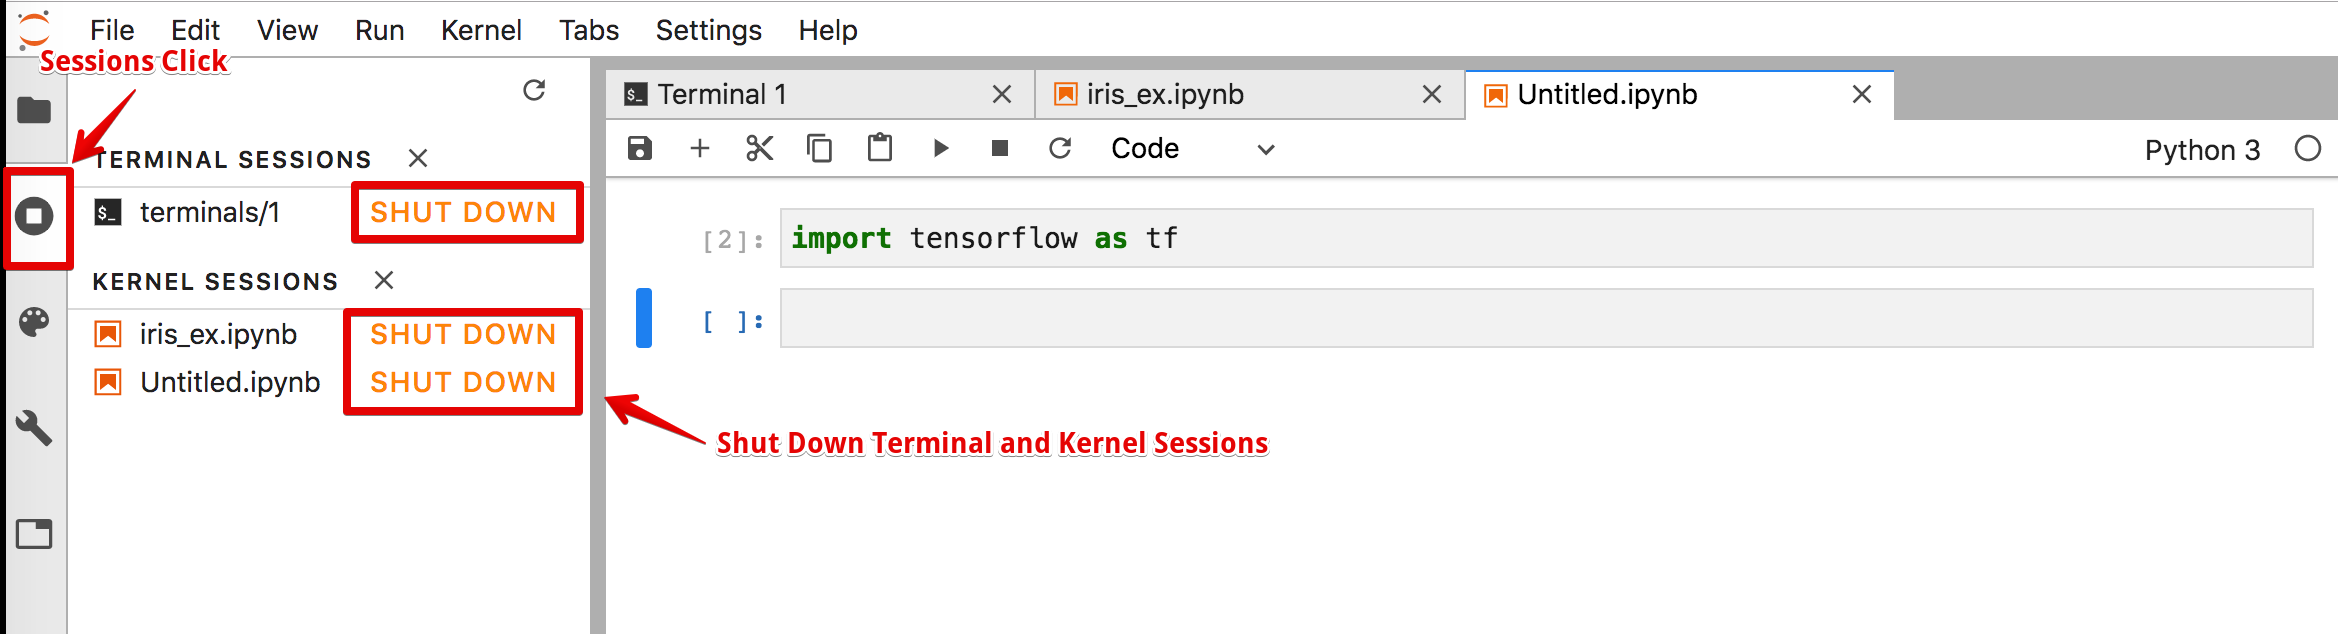 File Edit View Run Kernel Tabs Settings Help
Sessions Click
Terminal 1
iris_ex.ipynb
Untitled.ipynb
Code
Python 3
TERMINAL SESSIONS
$_ terminals/1 SHUT DOWN
KERNEL SESSIONS
iris_ex.ipynb SHUT DOWN
Untitled.ipynb SHUT DOWN
[2]: import tensorflow as tf
[ ]:
Shut Down Terminal and Kernel Sessions